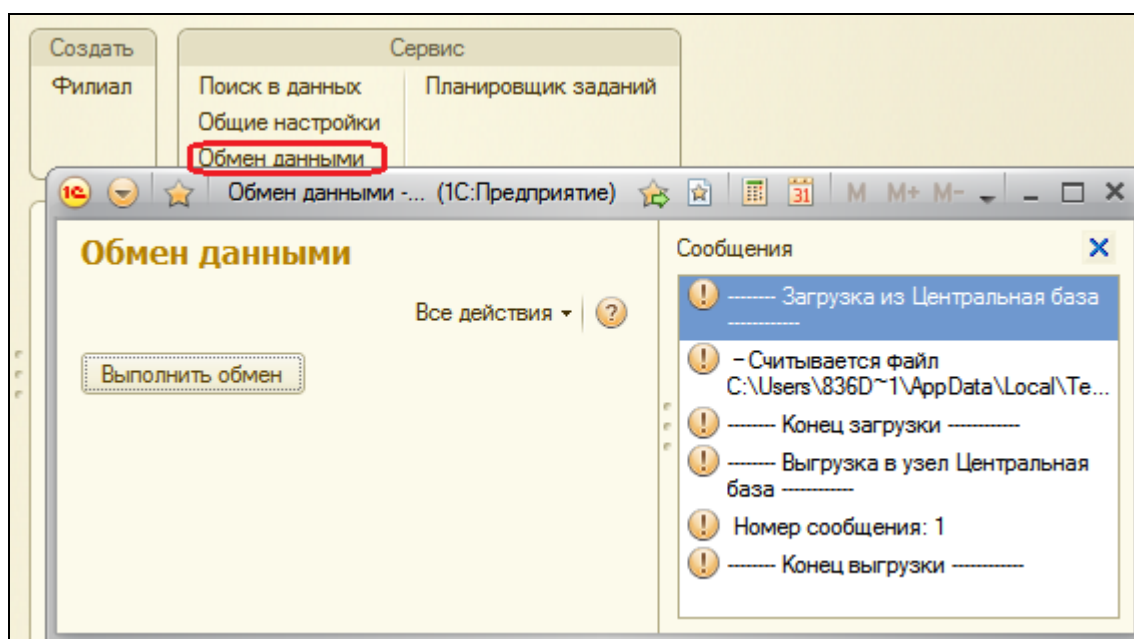 Создать
Филиал
Сервис
Поиск в данных
Планировщик заданий
Общие настройки
Обмен данными
1С
Обмен данными -... (1С:Предприятие)
31
M M+ M-
Обмен данными
Все действия
?
Выполнить обмен
Сообщения
-------- Загрузка из Центральная база
------------
– Считывается файл
C:\Users\836D~1\AppData\Local\Te...
-------- Конец загрузки ------------
-------- Выгрузка в узел Центральная
база ------------
Номер сообщения: 1
-------- Конец выгрузки ------------